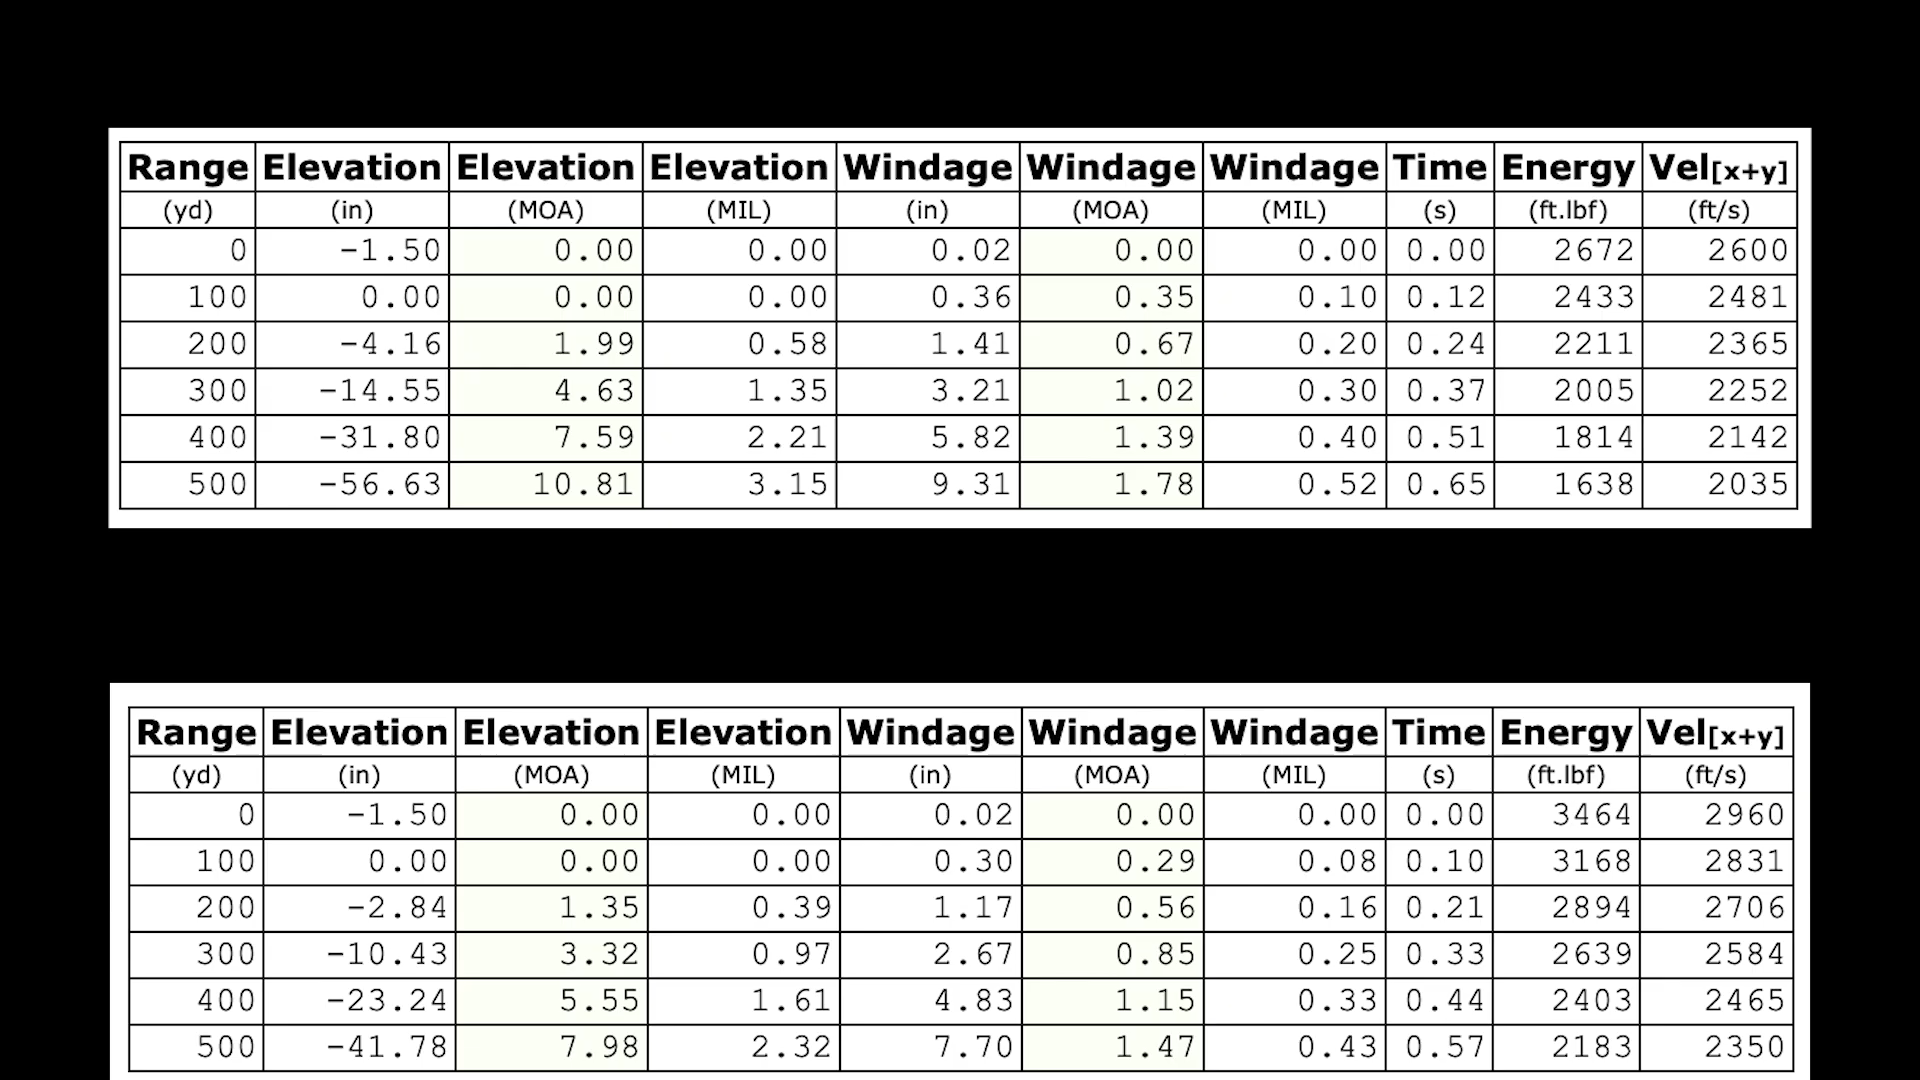 Range Elevation Elevation Elevation Windage Windage Windage Time Energy Vel[x+y]
(yd) (in) (MOA) (MIL) (in) (MOA) (MIL) (s) (ft.lbf) (ft/s)
0 -1.50 0.00 0.00 0.02 0.00 0.00 0.00 2672 2600
100 0.00 0.00 0.00 0.36 0.35 0.10 0.12 2433 2481
200 -4.16 1.99 0.58 1.41 0.67 0.20 0.24 2211 2365
300 -14.55 4.63 1.35 3.21 1.02 0.30 0.37 2005 2252
400 -31.80 7.59 2.21 5.82 1.39 0.40 0.51 1814 2142
500 -56.63 10.81 3.15 9.31 1.78 0.52 0.65 1638 2035
Range Elevation Elevation Elevation Windage Windage Windage Time Energy Vel[x+y]
(yd) (in) (MOA) (MIL) (in) (MOA) (MIL) (s) (ft.lbf) (ft/s)
0 -1.50 0.00 0.00 0.02 0.00 0.00 0.00 3464 2960
100 0.00 0.00 0.00 0.30 0.29 0.08 0.10 3168 2831
200 -2.84 1.35 0.39 1.17 0.56 0.16 0.21 2894 2706
300 -10.43 3.32 0.97 2.67 0.85 0.25 0.33 2639 2584
400 -23.24 5.55 1.61 4.83 1.15 0.33 0.44 2403 2465
500 -41.78 7.98 2.32 7.70 1.47 0.43 0.57 2183 2350